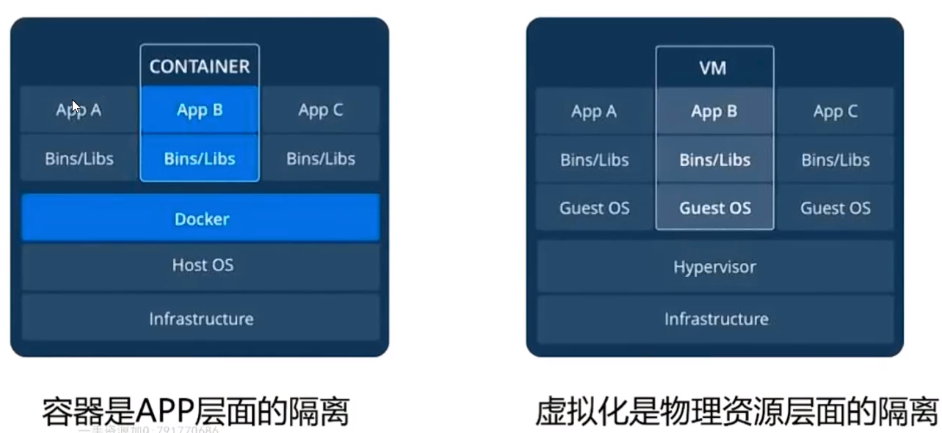 CONTAINER
App A
App B
App C
Bins/Libs
Bins/Libs
Bins/Libs
Docker
Host OS
Infrastructure
容器是APP层面的隔离
VM
App A
App B
App C
Bins/Libs
Bins/Libs
Bins/Libs
Guest OS
Guest OS
Guest OS
Hypervisor
Infrastructure
虚拟化是物理资源层面的隔离